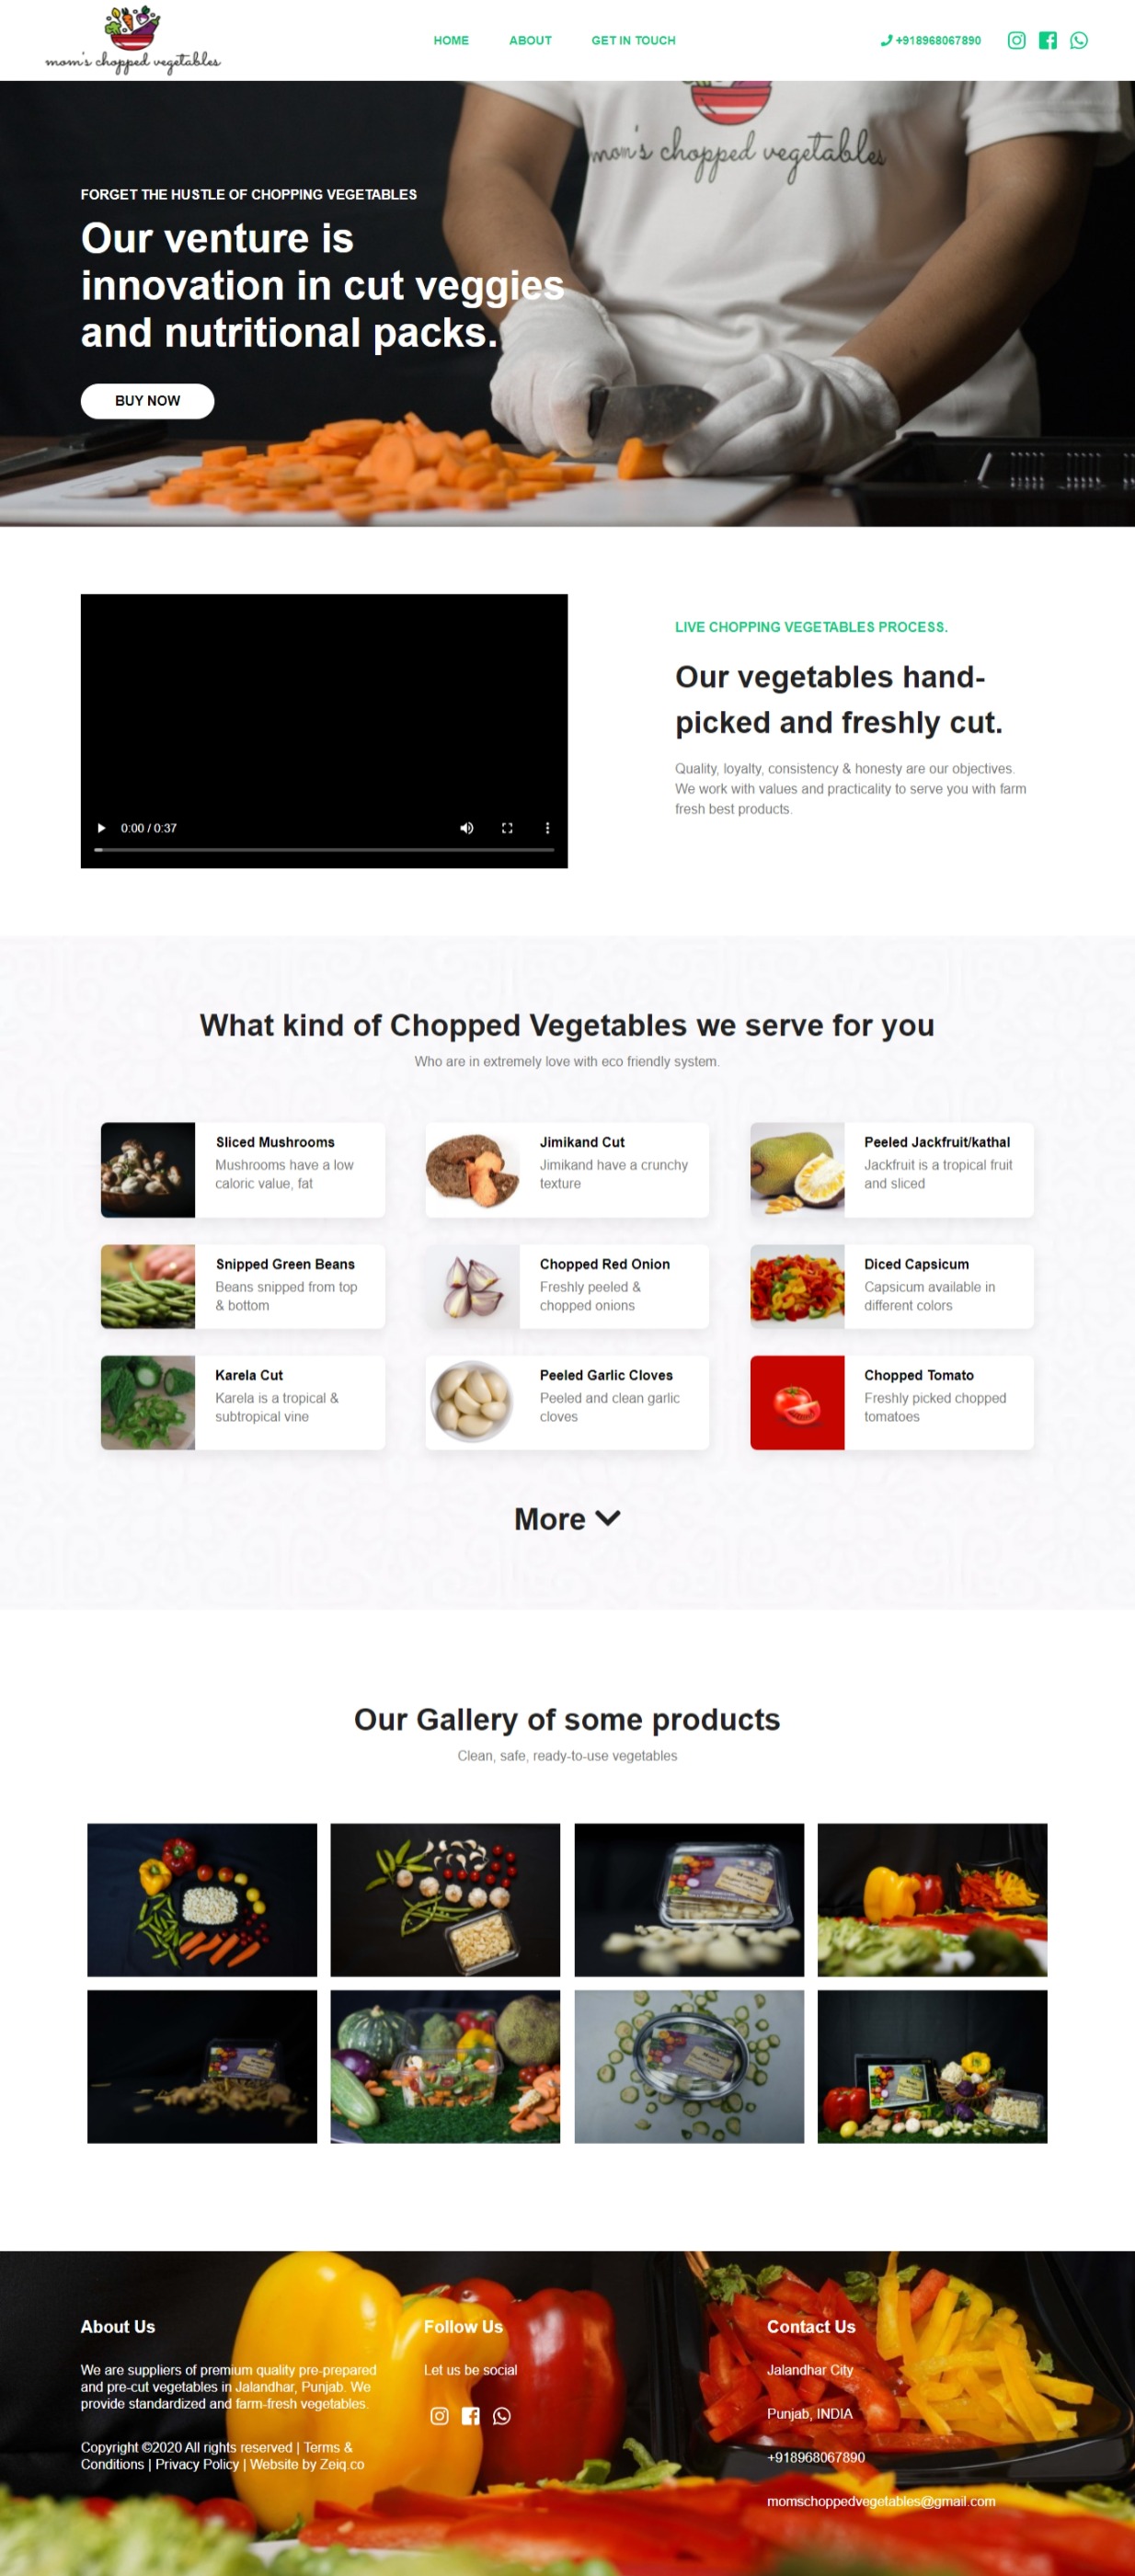 mom's chopped vegetables
HOME
ABOUT
GET IN TOUCH
+918968067890
mom's chopped vegetables
FORGET THE HUSTLE OF CHOPPING VEGETABLES
Our venture is
innovation in cut veggies
and nutritional packs.
BUY NOW
0:00 / 0:37
LIVE CHOPPING VEGETABLES PROCESS.
Our vegetables hand-
picked and freshly cut.
Quality, loyalty, consistency & honesty are our objectives.
We work with values and practicality to serve you with farm
fresh best products.
What kind of Chopped Vegetables we serve for you
Who are in extremely love with eco friendly system.
Sliced Mushrooms
Mushrooms have a low
caloric value, fat
Jimikand Cut
Jimikand have a crunchy
texture
Peeled Jackfruit/kathal
Jackfruit is a tropical fruit
and sliced
Snipped Green Beans
Beans snipped from top
& bottom
Chopped Red Onion
Freshly peeled &
chopped onions
Diced Capsicum
Capsicum available in
different colors
Karela Cut
Karela is a tropical &
subtropical vine
Peeled Garlic Cloves
Peeled and clean garlic
cloves
Chopped Tomato
Freshly picked chopped
tomatoes
More
Our Gallery of some products
Clean, safe, ready-to-use vegetables
About Us
We are suppliers of premium quality pre-prepared
and pre-cut vegetables in Jalandhar, Punjab. We
provide standardized and farm-fresh vegetables.
Copyright ©2020 All rights reserved | Terms &
Conditions | Privacy Policy | Website by Zeiq.co
Follow Us
Let us be social
Contact Us
Jalandhar City
Punjab, INDIA
+918968067890
momschoppedvegetables@gmail.com